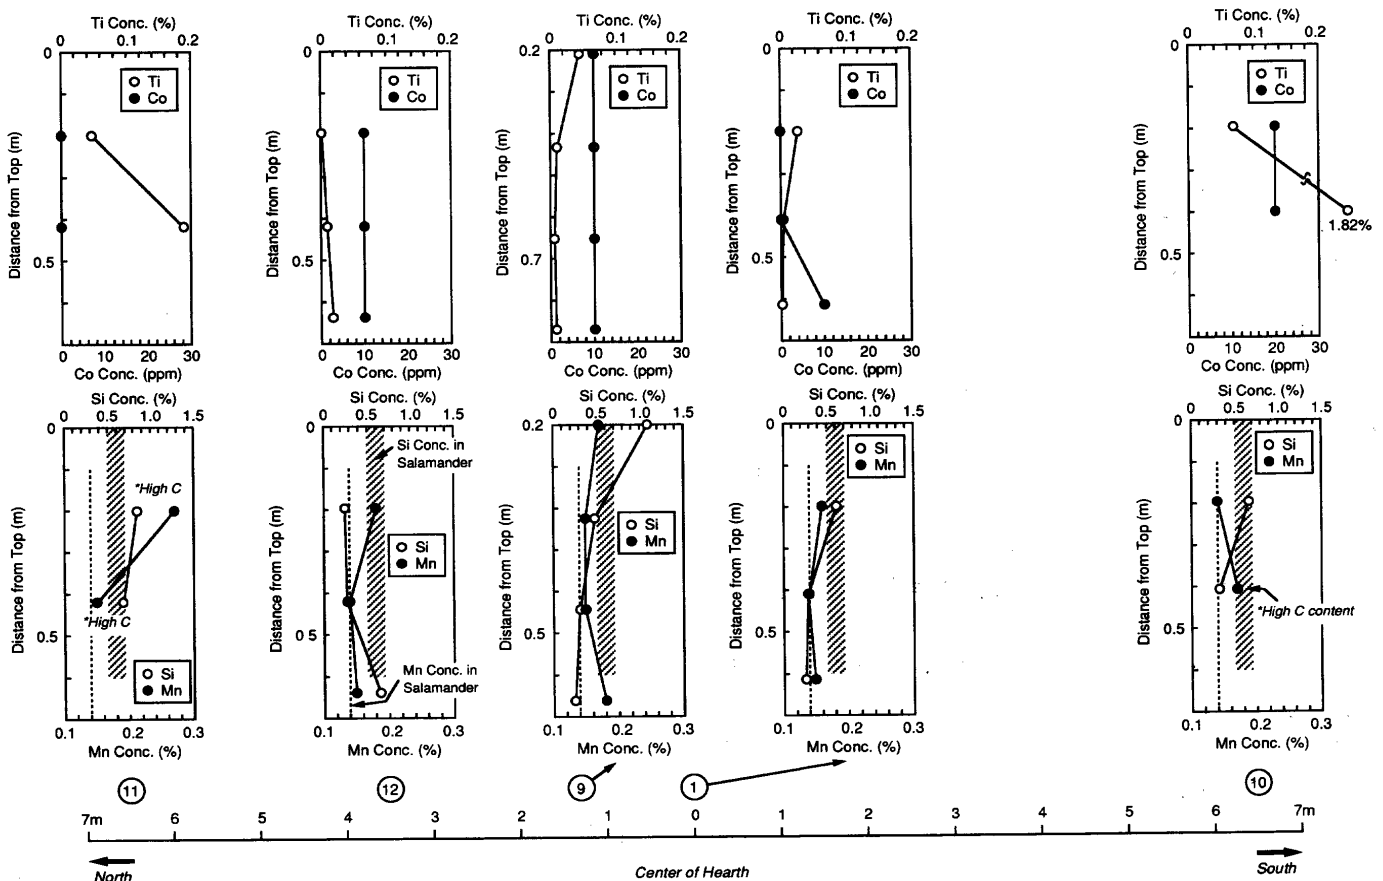 Ti Conc. (%)
0 0.1 0.2
0
Ti
Co
Distance from Top (m)
0.5
0 10 20 30
Co Conc. (ppm)
Ti Conc. (%)
0 0.1 0.2
0
Ti
Co
Distance from Top (m)
0.5
0 10 20 30
Co Conc. (ppm)
Ti Conc. (%)
0 0.1 0.2
0.2
Ti
Co
Distance from Top (m)
0.7
0 10 20 30
Co Conc. (ppm)
Ti Conc. (%)
0 0.1 0.2
0
Ti
Co
Distance from Top (m)
0.5
0 10 20 30
Co Conc. (ppm)
Ti Conc. (%)
0 0.1 0.2
0
Ti
Co
Distance from Top (m)
1.82%
0.5
0 10 20 30
Co Conc. (ppm)
Si Conc. (%)
0 0.5 1.0 1.5
0
*High C
Distance from Top (m)
*High C
0.5
Si
Mn
0.1 0.2 0.3
Mn Conc. (%)
Si Conc. (%)
0 0.5 1.0 1.5
0
Si Conc. in
Salamander
Si
Mn
Distance from Top (m)
0 5
Mn Conc. in
Salamander
0.1 0.2 0.3
Mn Conc. (%)
Si Conc. (%)
0 0.5 1.0 1.5
0.2
Si
Mn
Distance from Top (m)
0.5
0.1 0.2 0.3
Mn Conc. (%)
Si Conc. (%)
0 0.5 1.0 1.5
0
Si
Mn
Distance from Top (m)
0.5
0.1 0.2 0.3
Mn Conc. (%)
Si Conc. (%)
0 0.5 1.0 1.5
0
Si
Mn
Distance from Top (m)
*High C content
0.5
0.1 0.2 0.3
Mn Conc. (%)
11 12 9 1 10
7m 6 5 4 3 2 1 0 1 2 3 4 5 6 7m
North Center of Hearth South